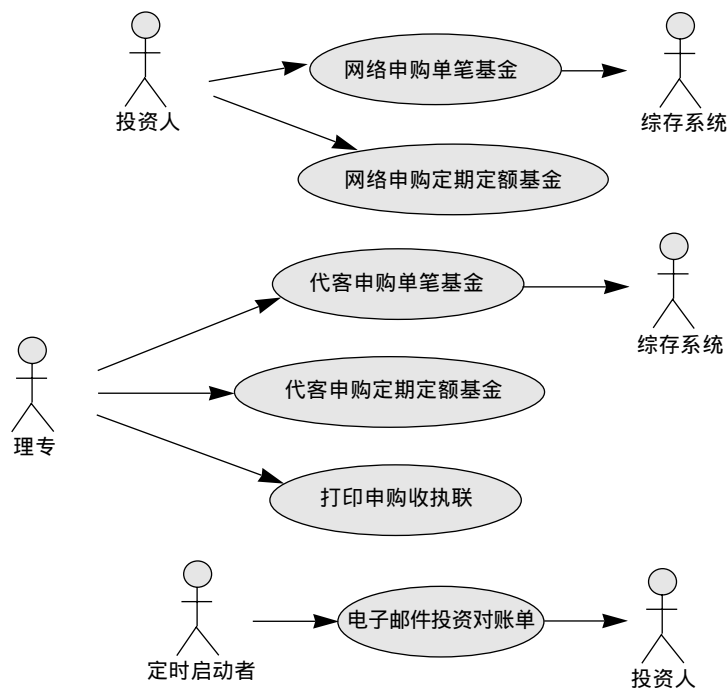 网络申购单笔基金
投资人
综存系统
网络申购定期定额基金
代客申购单笔基金
综存系统
代客申购定期定额基金
理专
打印申购收执联
电子邮件投资对账单
定时启动者
投资人